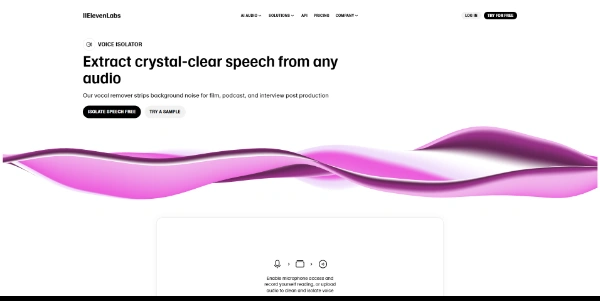 IIElevenLabs
AI AUDIO SOLUTIONS API PRICING COMPANY
LOG IN TRY FOR FREE
VOICE ISOLATOR
Extract crystal-clear speech from any
audio
Our vocal remover strips background noise for film, podcast, and interview post production
ISOLATE SPEECH FREE TRY A SAMPLE
Enable microphone access and
record yourself reading, or upload
audio to clean and isolate voice